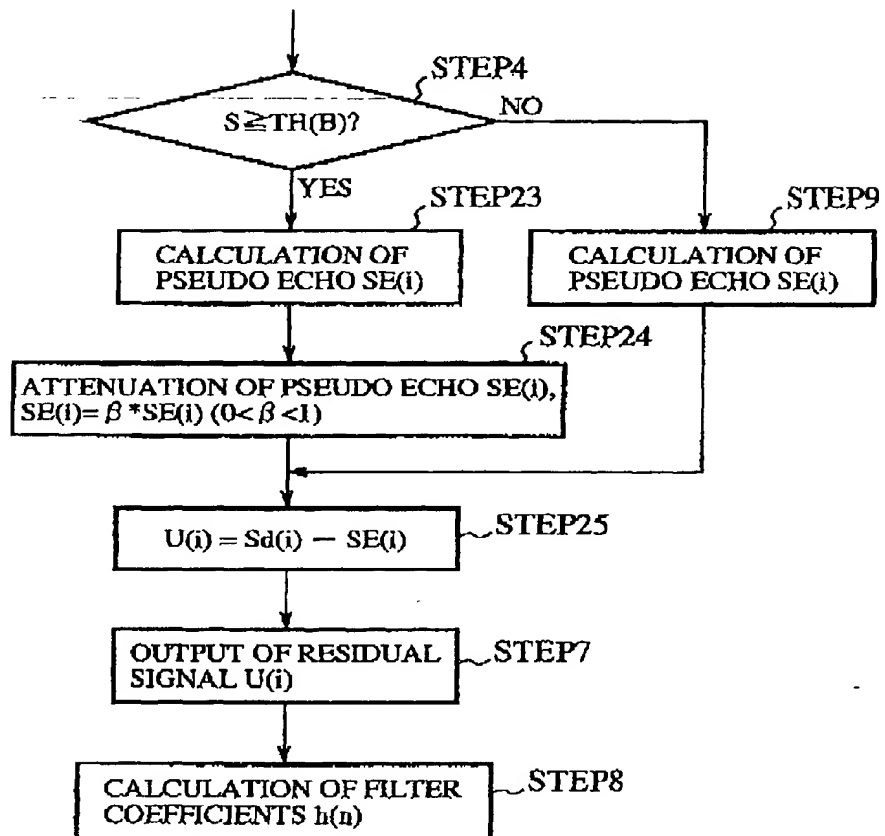 STEP4
S≧TH(B)?
NO
YES
STEP23
CALCULATION OF
PSEUDO ECHO SE(i)
STEP9
CALCULATION OF
PSEUDO ECHO SE(i)
STEP24
ATTENUATION OF PSEUDO ECHO SE(i),
SE(i)= β *SE(i) (0< β <1)
U(i) = Sd(i) − SE(i)
STEP25
OUTPUT OF RESIDUAL
SIGNAL U(i)
STEP7
CALCULATION OF FILTER
COEFFICIENTS h(n)
STEP8